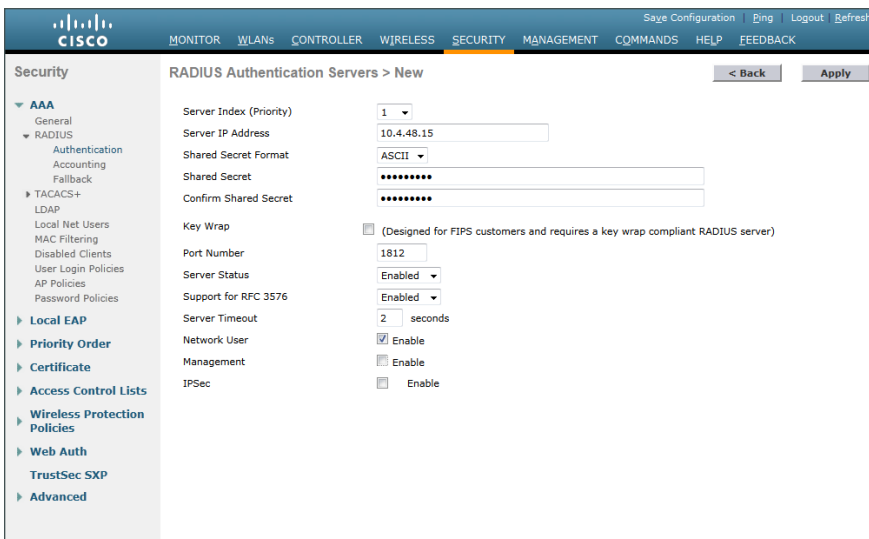 Save Configuration | Ping | Logout | Refresh
CISCO
MONITOR WLANs CONTROLLER WIRELESS SECURITY MANAGEMENT COMMANDS HELP FEEDBACK
Security
AAA
General
RADIUS
Authentication
Accounting
Fallback
TACACS+
LDAP
Local Net Users
MAC Filtering
Disabled Clients
User Login Policies
AP Policies
Password Policies
Local EAP
Priority Order
Certificate
Access Control Lists
Wireless Protection
Policies
Web Auth
TrustSec SXP
Advanced
RADIUS Authentication Servers > New
< Back
Apply
Server Index (Priority) 1
Server IP Address 10.4.48.15
Shared Secret Format ASCII
Shared Secret •••••••••
Confirm Shared Secret •••••••••
Key Wrap (Designed for FIPS customers and requires a key wrap compliant RADIUS server)
Port Number 1812
Server Status Enabled
Support for RFC 3576 Enabled
Server Timeout 2 seconds
Network User Enable
Management Enable
IPSec Enable